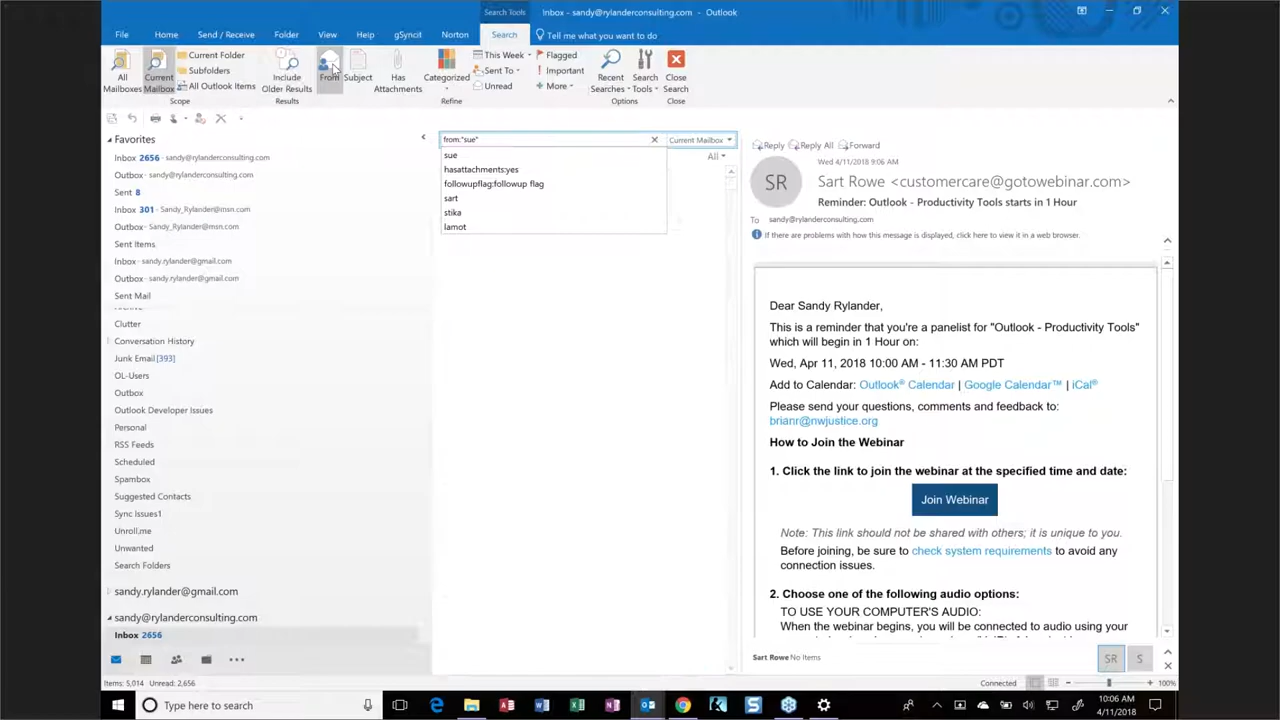 Search Tools
Inbox - sandy@rylanderconsulting.com - Outlook
File Home Send / Receive Folder View Help gSyncit Norton Search Tell me what you want to do
All Mailboxes
Current Mailbox
Current Folder
Subfolders
All Outlook Items
Scope
Include Older Results
Results
From
Subject
Has Attachments
Categorized
This Week
Sent To
Unread
Flagged
Important
More
Refine
Recent Searches
Search Tools
Options
Close Search
Close
Favorites
Inbox 2656 - sandy@rylanderconsulting.com
Outbox - sandy@rylanderconsulting.com
Sent 8
Inbox 301 - Sandy_Rylander@msn.com
Outbox - Sandy_Rylander@msn.com
Sent Items
Inbox - sandy.rylander@gmail.com
Outbox - sandy.rylander@gmail.com
Sent Mail
Clutter
Conversation History
Junk Email [393]
OL-Users
Outbox
Outlook Developer Issues
Personal
RSS Feeds
Scheduled
Spambox
Suggested Contacts
Sync Issues1
Unroll.me
Unwanted
Search Folders
sandy.rylander@gmail.com
sandy@rylanderconsulting.com
Inbox 2656
from:"sue"
Current Mailbox
All
sue
hasattachments:yes
followupflag:followup flag
sart
stika
lamot
Reply Reply All Forward
Wed 4/11/2018 9:06 AM
SR
Sart Rowe <customercare@gotowebinar.com>
Reminder: Outlook - Productivity Tools starts in 1 Hour
To sandy@rylanderconsulting.com
If there are problems with how this message is displayed, click here to view it in a web browser.
Dear Sandy Rylander,
This is a reminder that you're a panelist for "Outlook - Productivity Tools"
which will begin in 1 Hour on:
Wed, Apr 11, 2018 10:00 AM - 11:30 AM PDT
Add to Calendar: Outlook® Calendar | Google Calendar™ | iCal®
Please send your questions, comments and feedback to:
brianr@nwjustice.org
How to Join the Webinar
1. Click the link to join the webinar at the specified time and date:
Join Webinar
Note: This link should not be shared with others; it is unique to you.
Before joining, be sure to check system requirements to avoid any
connection issues.
2. Choose one of the following audio options:
TO USE YOUR COMPUTER'S AUDIO:
When the webinar begins, you will be connected to audio using your
Sart Rowe No Items
SR
S
Items: 5,014 Unread: 2,656
Connected
100%
Type here to search
10:06 AM
4/11/2018